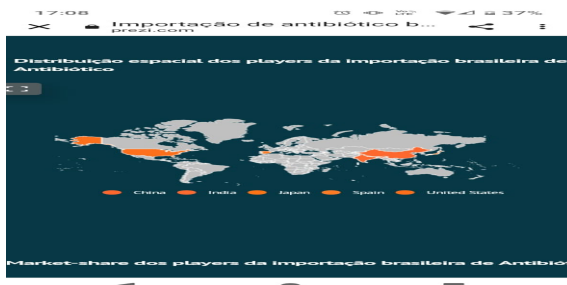 17:08
37%
Importação de antibiótico b...
prezi.com
Distribuição espacial dos players da importação brasileira de
Antibiótico
China India Japan Spain United States
Market-share dos players da importação brasileira de Antibió